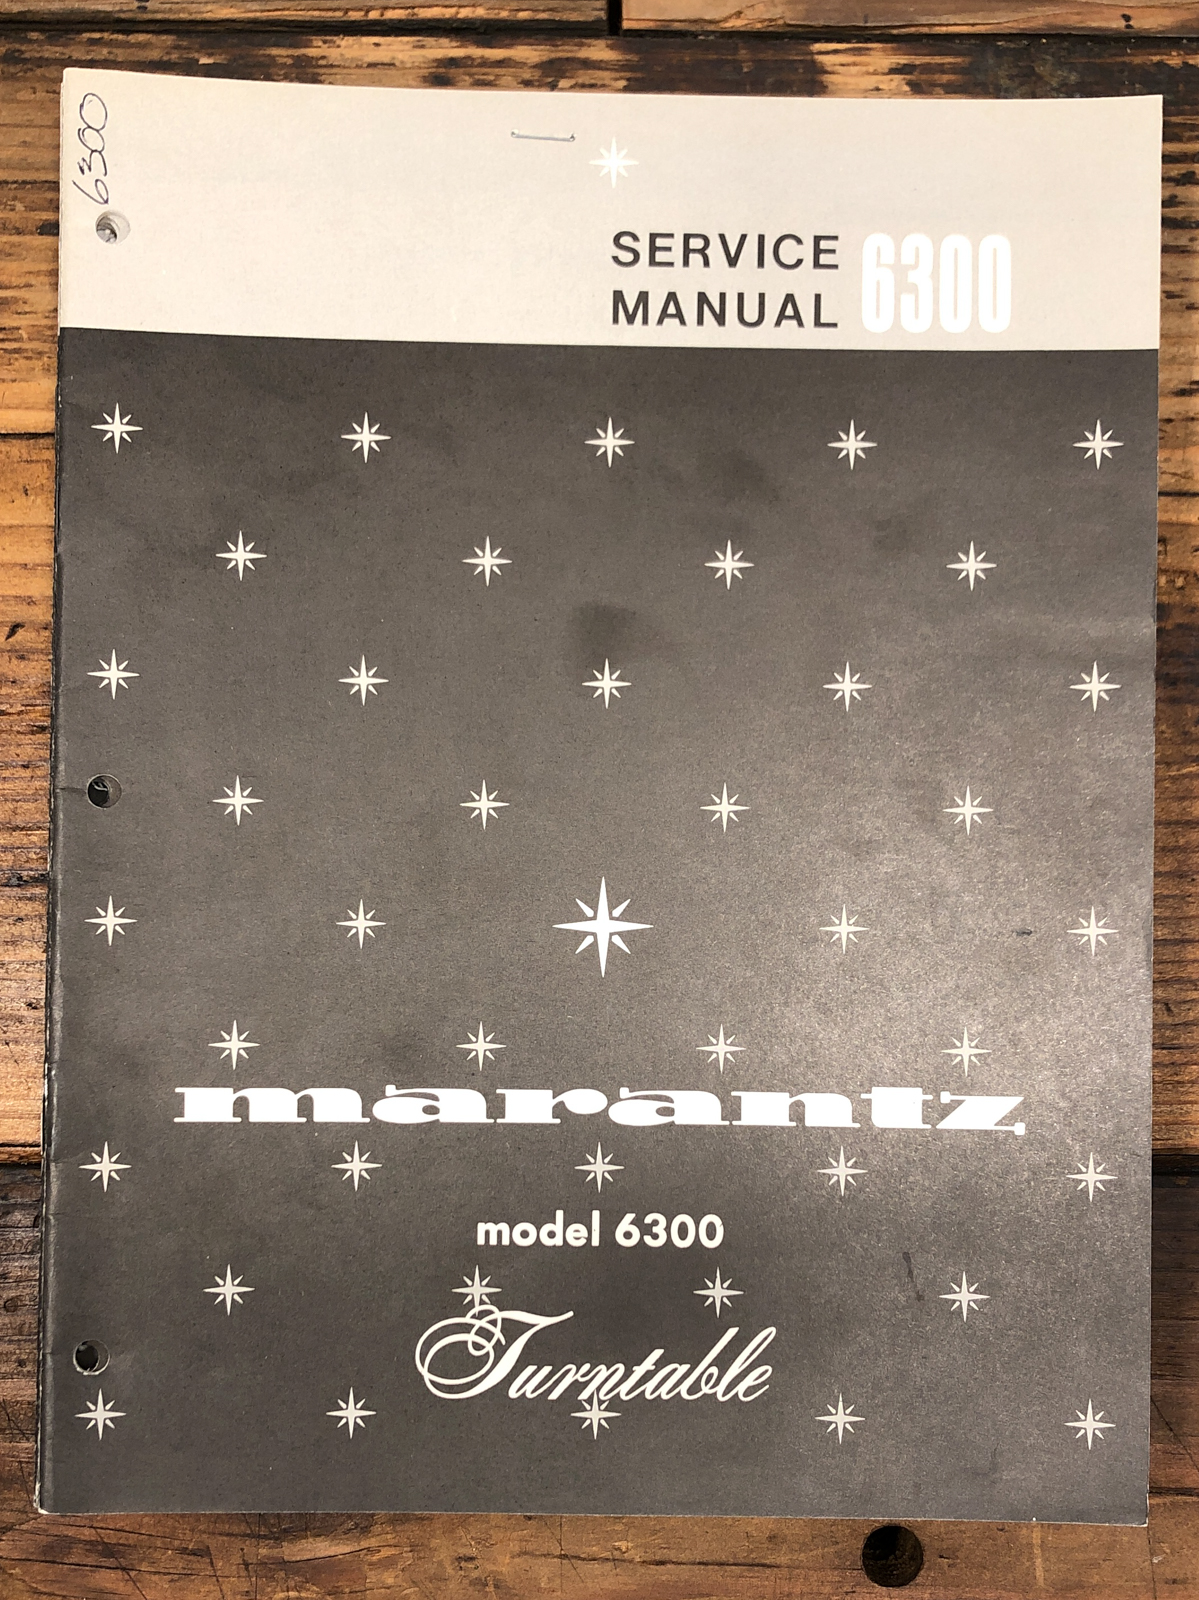 6300
SERVICE
MANUAL 6300
marantz
model 6300
Turntable